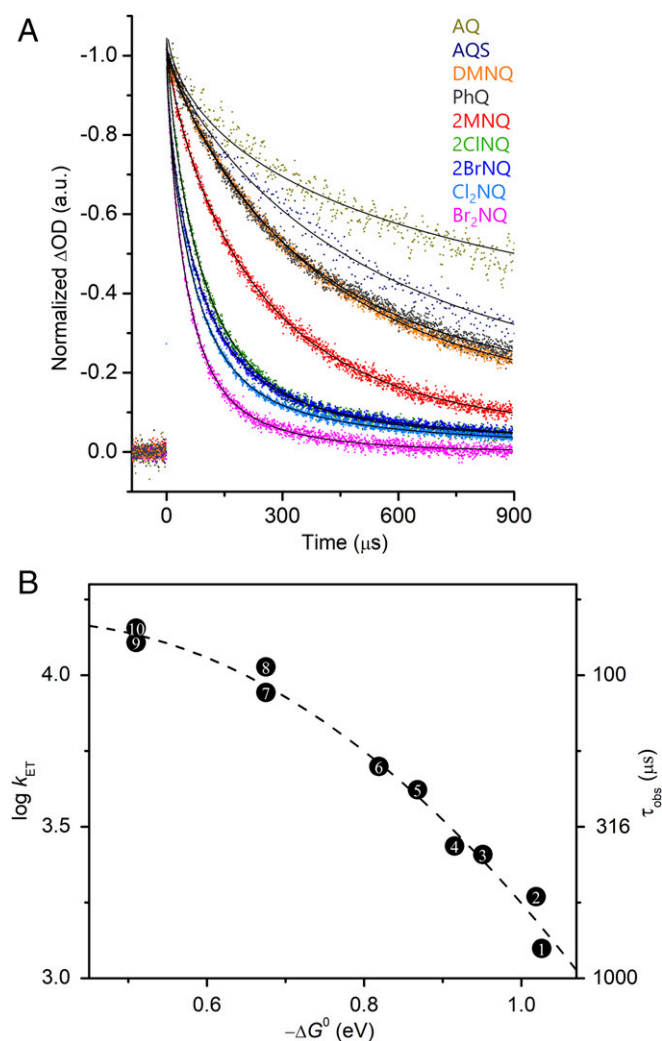 A
AQ
AQS
DMNQ
PhQ
2MNQ
2ClNQ
2BrNQ
Cl₂NQ
Br₂NQ
Normalized ΔOD (a.u.)
-1.0
-0.8
-0.6
-0.4
-0.2
0.0
0 300 600 900
Time (μs)
B
log k_ET
4.0
3.5
3.0
10
9
8
7
6
5
4
3
2
1
100
316
1000
τ_obs (μs)
0.6 0.8 1.0
−ΔG⁰ (eV)